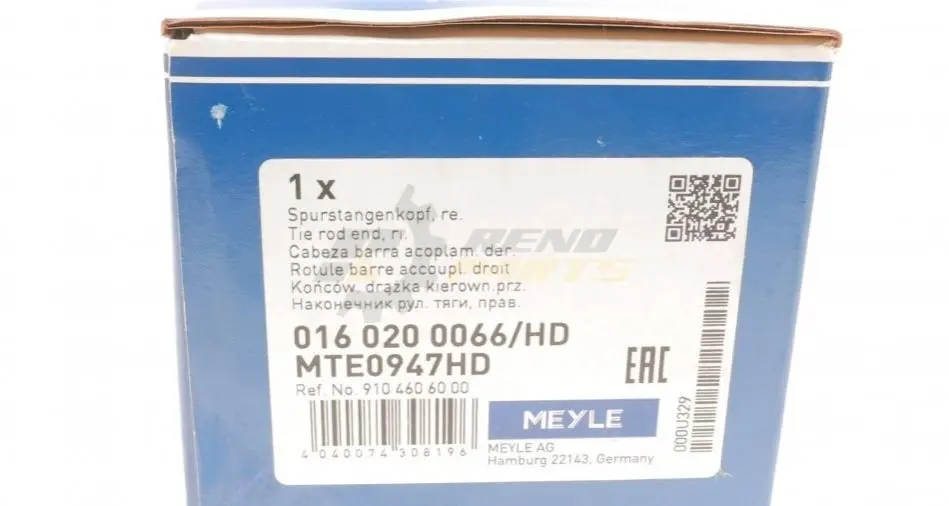 1 x
Spurstangenkopf, re.
Tie rod end, ri.
Cabeza barra acoplam. der.
Rotule barre accoupl. droit
Końców. drążka kierown.prz.
Наконечник рул. тяги, прав.
016 020 0066/HD
MTE0947HD
Ref. No. 910 460 60 00
4 040074 308196
EAC
MEYLE
MEYLE AG
Hamburg 22143, Germany
000U329
RENO
PARTS